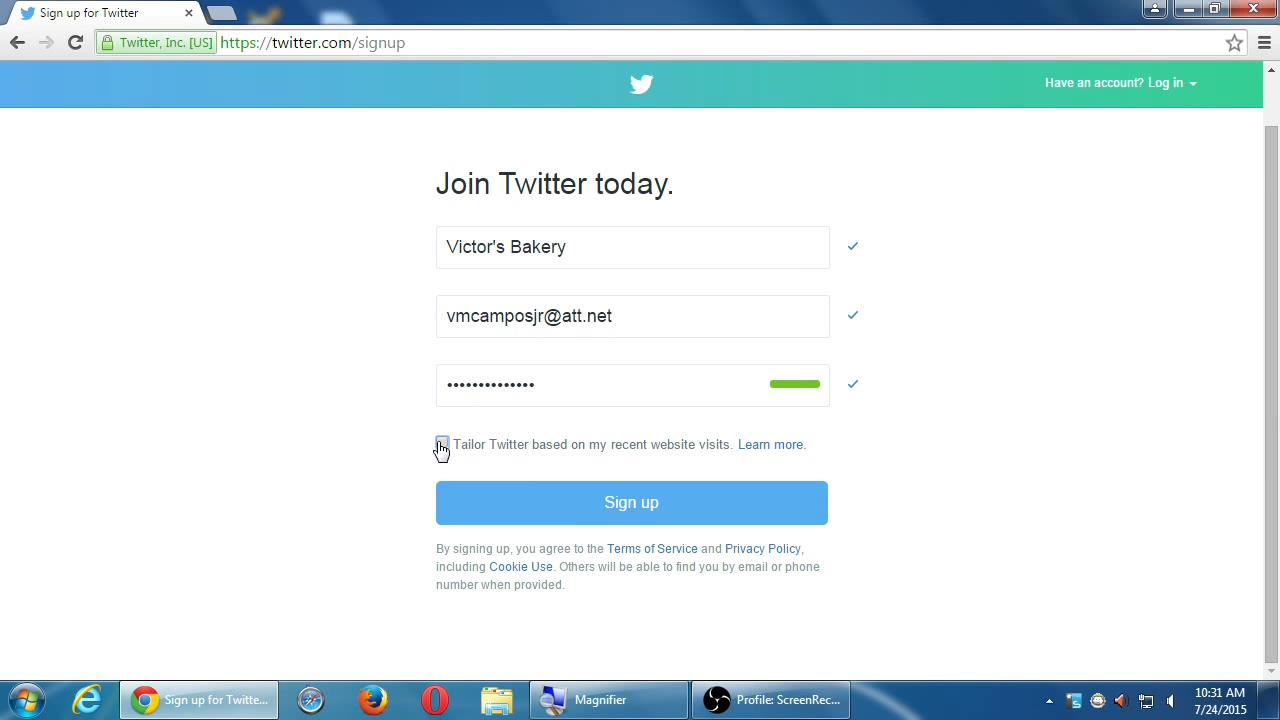 Sign up for Twitter
Twitter, Inc. [US] https://twitter.com/signup
Have an account? Log in
Join Twitter today.
Victor's Bakery
vmcamposjr@att.net
••••••••••••••
Tailor Twitter based on my recent website visits. Learn more.
Sign up
By signing up, you agree to the Terms of Service and Privacy Policy,
including Cookie Use. Others will be able to find you by email or phone
number when provided.
Sign up for Twitte...
Magnifier
Profile: ScreenRec...
10:31 AM
7/24/2015